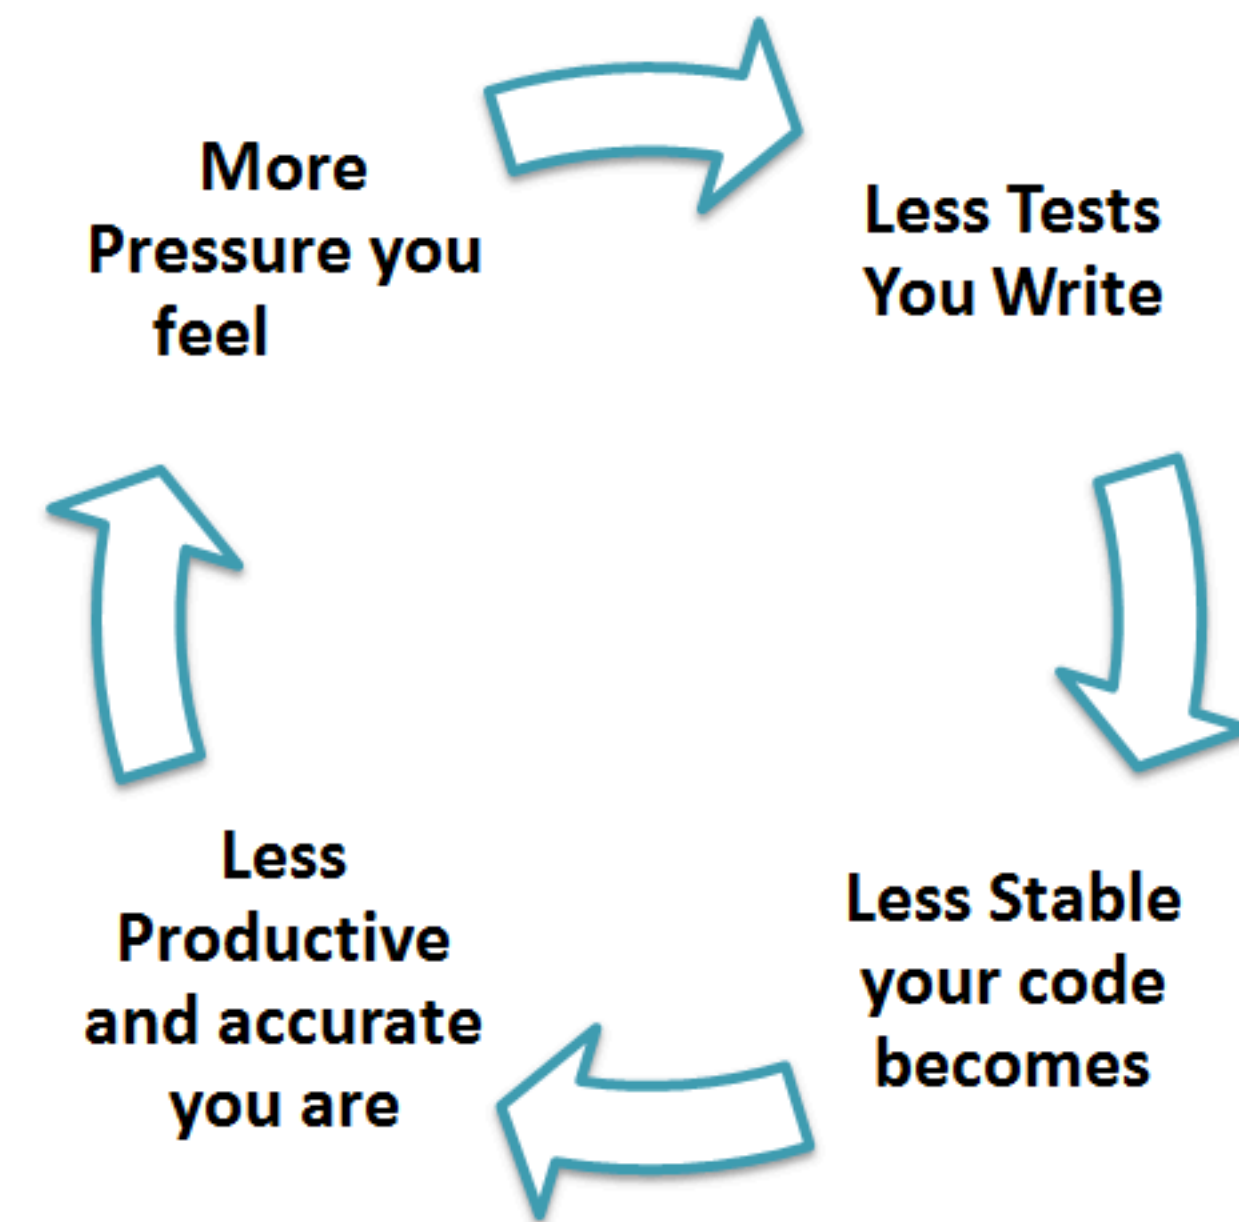 More
Pressure you
feel
Less Tests
You Write
Less Stable
your code
becomes
Less
Productive
and accurate
you are